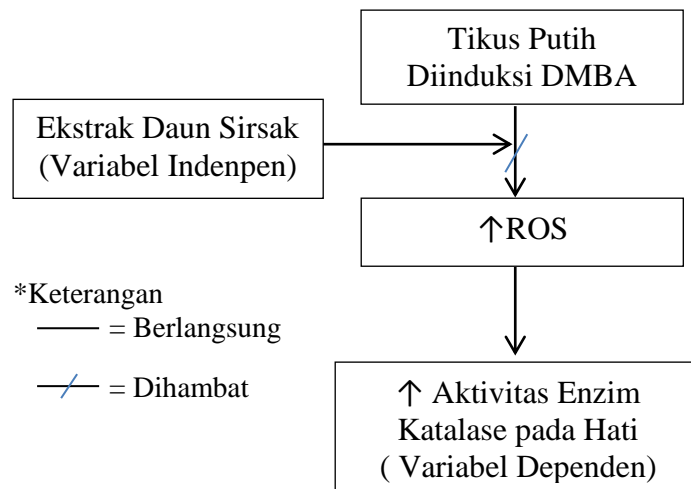 Tikus Putih
Diinduksi DMBA
Ekstrak Daun Sirsak
(Variabel Indenpen)
↑ROS
*Keterangan
= Berlangsung
= Dihambat
↑ Aktivitas Enzim
Katalase pada Hati
( Variabel Dependen)